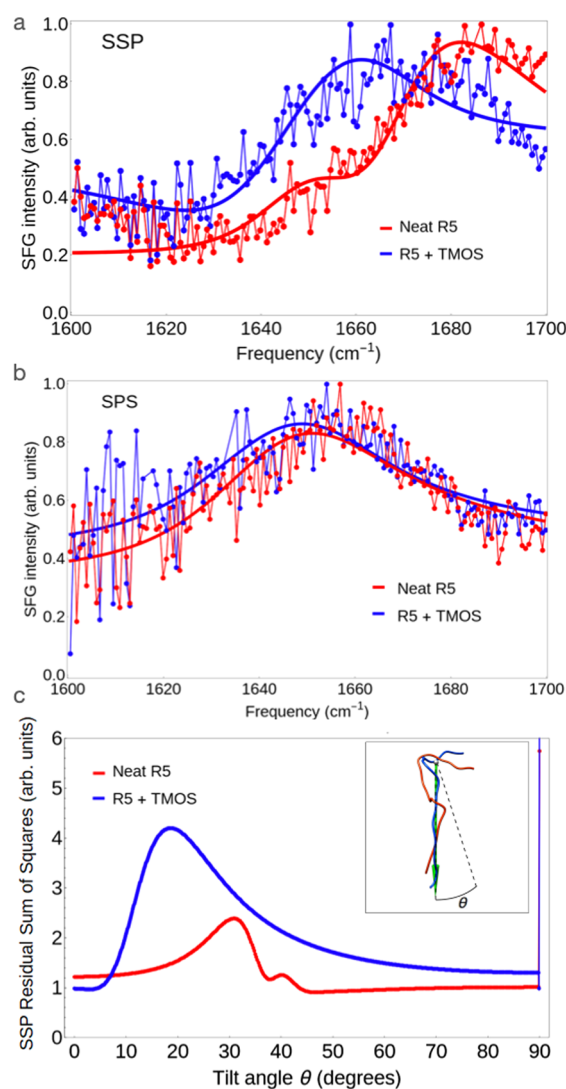 a
SSP
SFG intensity (arb. units)
1.0
0.8
0.6
0.4
0.2
0.0
Neat R5
R5 + TMOS
1600 1620 1640 1660 1680 1700
Frequency (cm⁻¹)
b
SPS
SFG intensity (arb. units)
1.0
0.8
0.6
0.4
0.2
0.0
Neat R5
R5 + TMOS
1600 1620 1640 1660 1680 1700
Frequency (cm⁻¹)
c
SSP Residual Sum of Squares (arb. units)
6
5
4
3
2
1
0
Neat R5
R5 + TMOS
θ
0 10 20 30 40 50 60 70 80 90
Tilt angle θ (degrees)